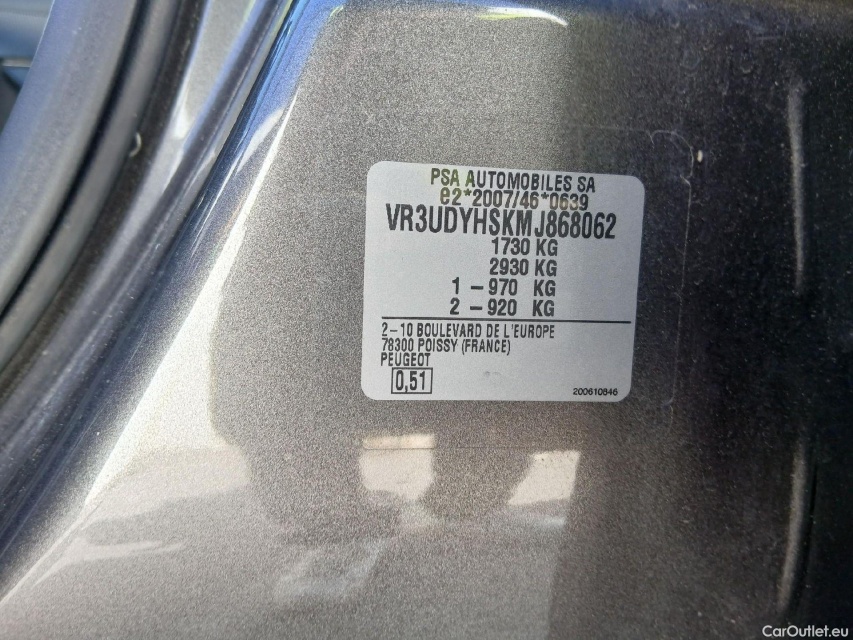 PSA AUTOMOBILES SA
e2*2007/46*0639
VR3UDYHSKMJ868062
1730 KG
2930 KG
1 – 970 KG
2 – 920 KG
2 – 10 BOULEVARD DE L'EUROPE
78300 POISSY (FRANCE)
PEUGEOT
0,51
200610846
CarOutlet.eu